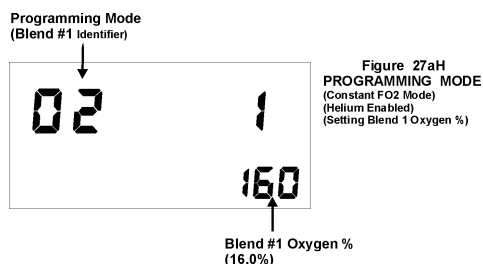 Programming Mode
(Blend #1 Identifier)
02 1
160
Blend #1 Oxygen %
(16.0%)
Figure 27aH
PROGRAMMING MODE
(Constant FO2 Mode)
(Helium Enabled)
(Setting Blend 1 Oxygen %)